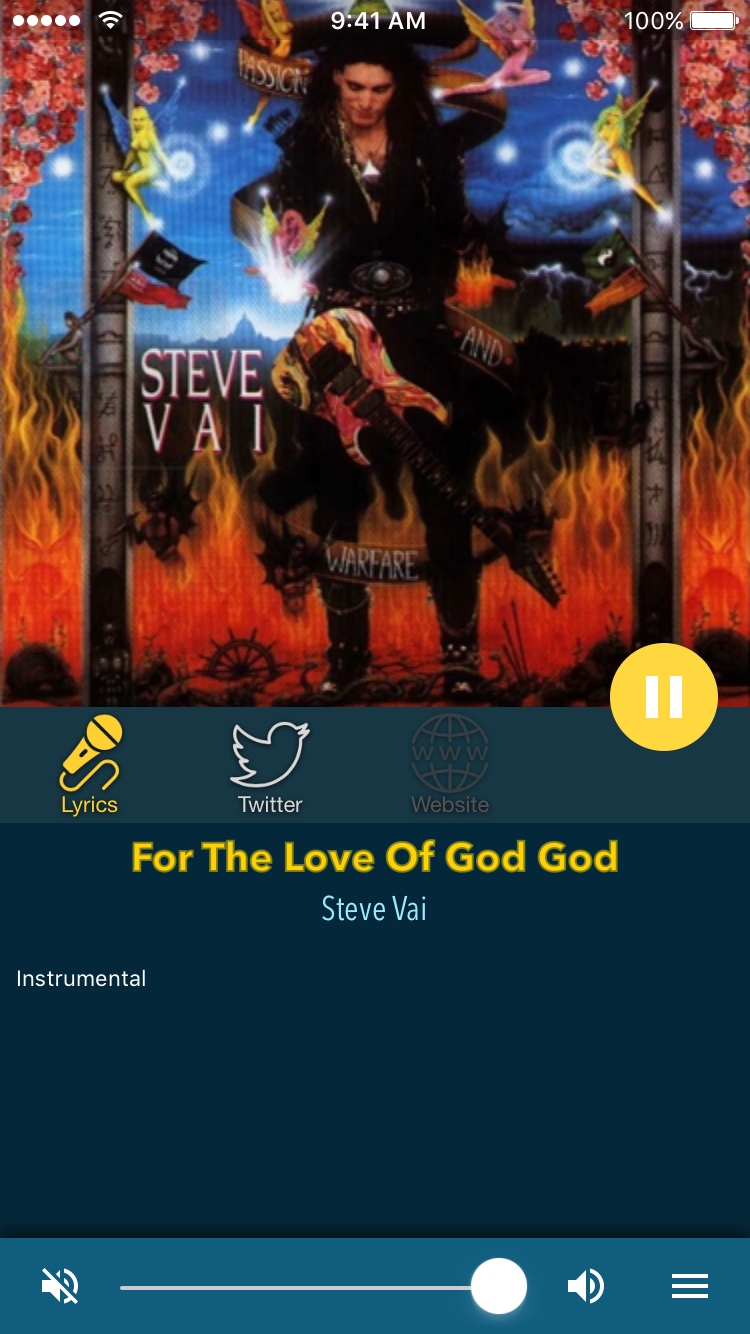 9:41 AM
100%
PASSION
AND
STEVE
VAI
WARFARE
Lyrics
Twitter
WWW
Website
For The Love Of God God
Steve Vai
Instrumental